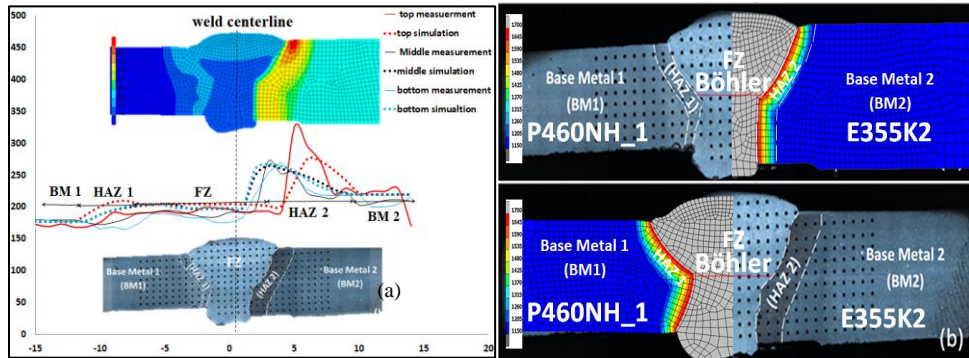 weld centerline
top measuerment
top simulation
Middle measurement
middle simulation
bottom measurement
bottom simualtion
500
450
400
350
300
250
200
150
100
50
0
-15
-10
-5
0
5
10
15
20
BM 1
HAZ 1
FZ
HAZ 2
BM 2
Base Metal 1
(BM1)
(HAZ 1)
FZ
(HAZ 2)
Base Metal 2
(BM2)
(a)
1700
1645
1590
1535
1480
1425
1370
1315
1260
1205
1150
Base Metal 1
(BM1)
P460NH_1
(HAZ 1)
FZ
Böhler
HAZ 2
Base Metal 2
(BM2)
E355K2
1700
1645
1590
1535
1480
1425
1370
1315
1260
1205
1150
Base Metal 1
(BM1)
P460NH_1
HAZ 1
FZ
Böhler
(HAZ 2)
Base Metal 2
(BM2)
E355K2
(b)